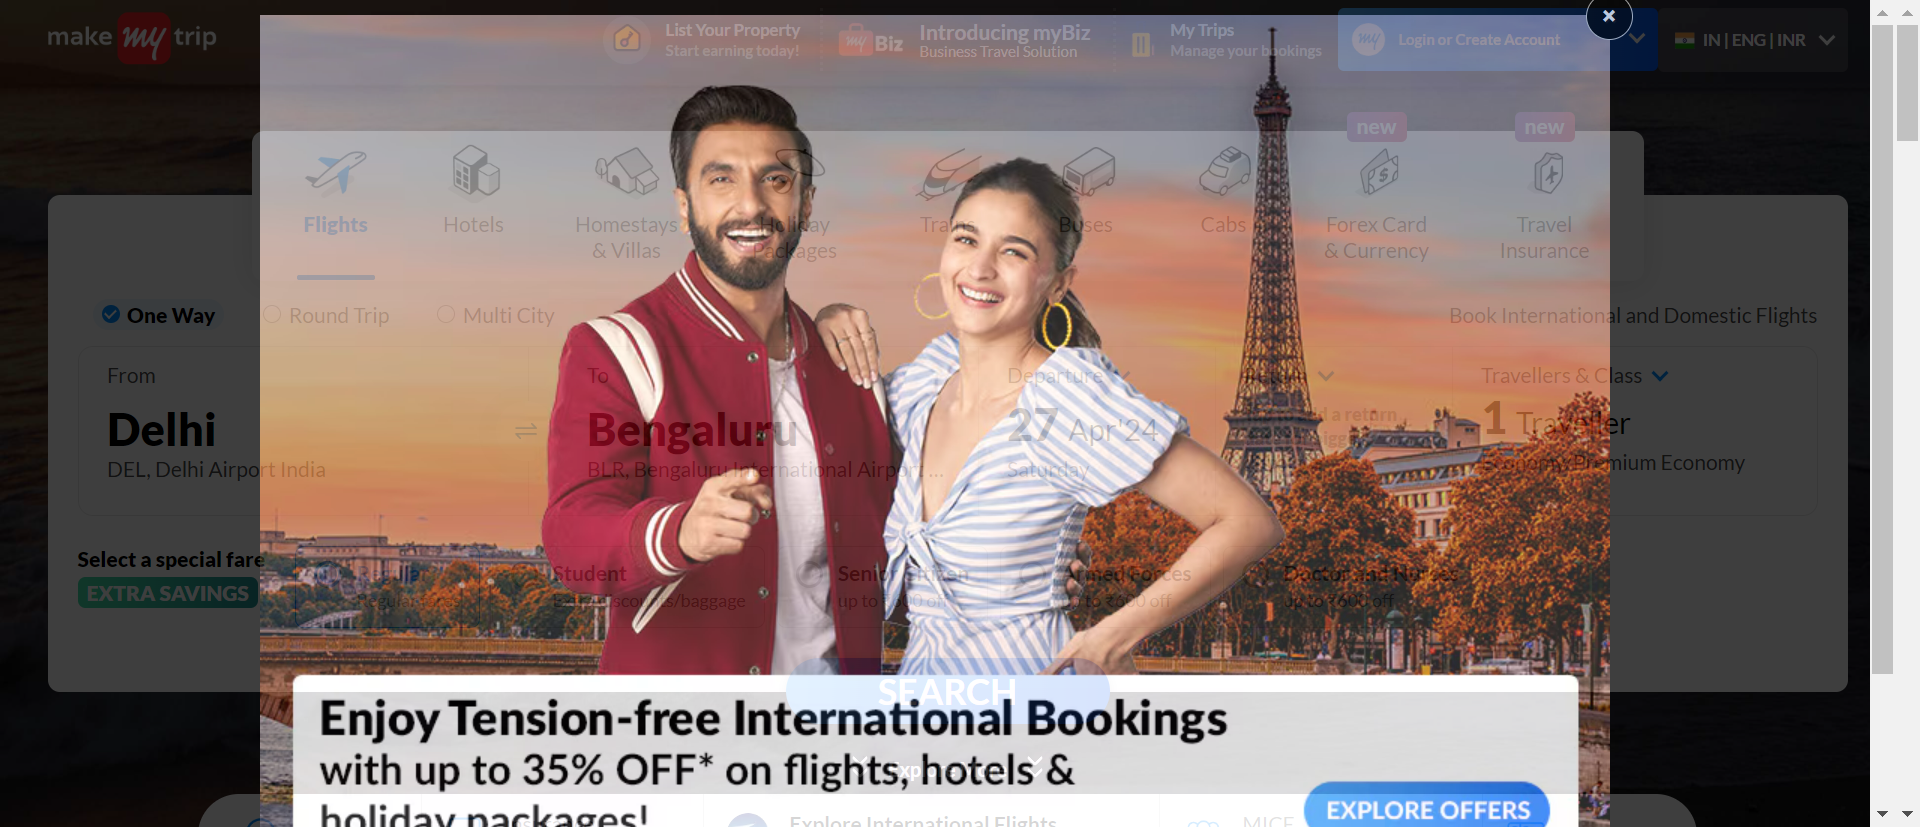 make my trip
List Your Property
Start earning today!
my Biz
Introducing myBiz
Business Travel Solution
My Trips
Manage your bookings
my
Login or Create Account
IN | ENG | INR
new
new
Flights
Hotels
Homestays
& Villas
Holiday
Packages
Trains
Buses
Cabs
Forex Card
& Currency
Travel
Insurance
One Way
Round Trip
Multi City
Book International and Domestic Flights
From
Delhi
DEL, Delhi Airport India
To
Bengaluru
BLR, Bengaluru International Airport ...
Departure
27 Apr'24
Saturday
a return
Travellers & Class
1 Traveller
Economy/Premium Economy
Select a special fare
EXTRA SAVINGS
Regular
Student
Extra discounts/baggage
Senior Citizen
up to ₹600 off
Armed Forces
up to ₹600 off
Doctor and Nurses
up to ₹600 off
SEARCH
Enjoy Tension-free International Bookings
with up to 35% OFF* on flights, hotels &
holiday packages!
EXPLORE OFFERS
Explore International Flights
MICE